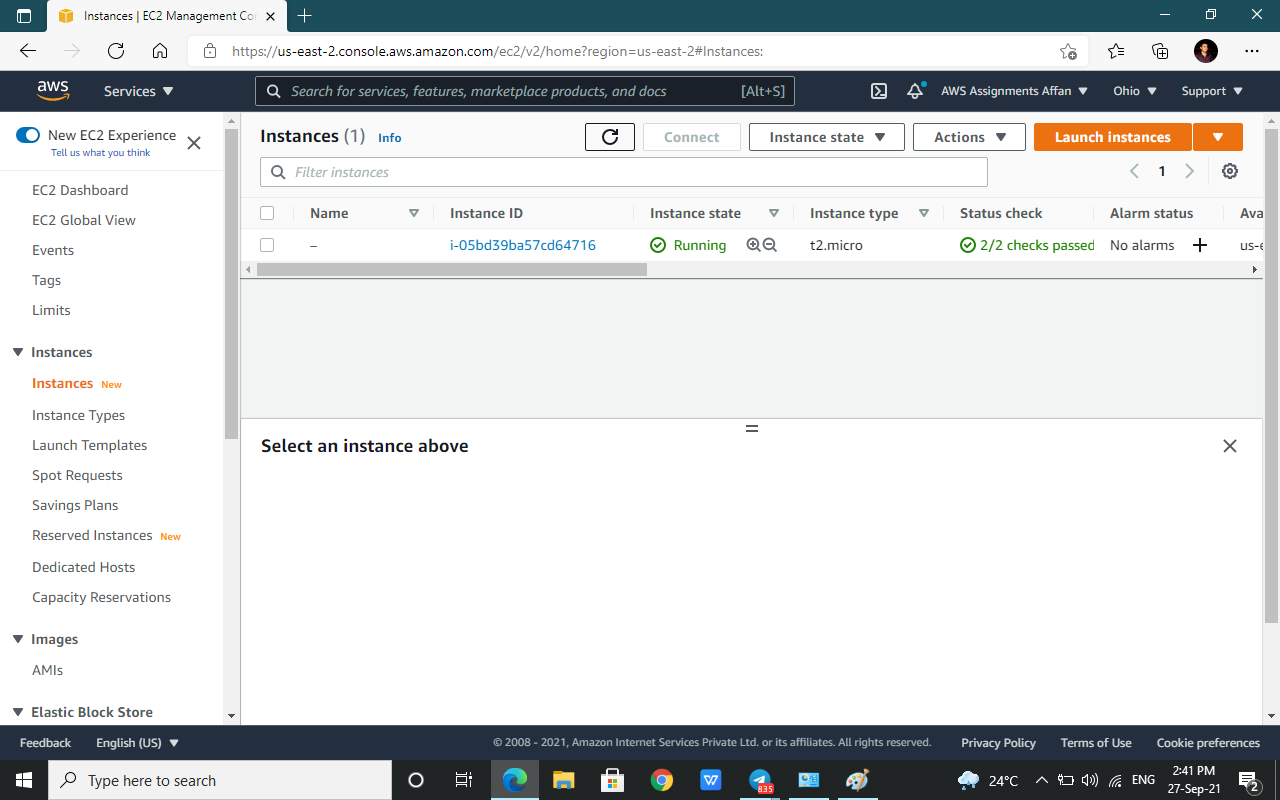 Instances | EC2 Management Co
https://us-east-2.console.aws.amazon.com/ec2/v2/home?region=us-east-2#Instances:
aws
Services
Search for services, features, marketplace products, and docs
[Alt+S]
AWS Assignments Affan
Ohio
Support
New EC2 Experience
Tell us what you think
EC2 Dashboard
EC2 Global View
Events
Tags
Limits
Instances
Instances New
Instance Types
Launch Templates
Spot Requests
Savings Plans
Reserved Instances New
Dedicated Hosts
Capacity Reservations
Images
AMIs
Elastic Block Store
Instances (1) Info
Connect
Instance state
Actions
Launch instances
Filter instances
1
Name
Instance ID
Instance state
Instance type
Status check
Alarm status
Ava
–
i-05bd39ba57cd64716
Running
t2.micro
2/2 checks passed
No alarms
us-e
Select an instance above
Feedback
English (US)
© 2008 - 2021, Amazon Internet Services Private Ltd. or its affiliates. All rights reserved.
Privacy Policy
Terms of Use
Cookie preferences
Type here to search
835
24°C
ENG
2:41 PM
27-Sep-21
2